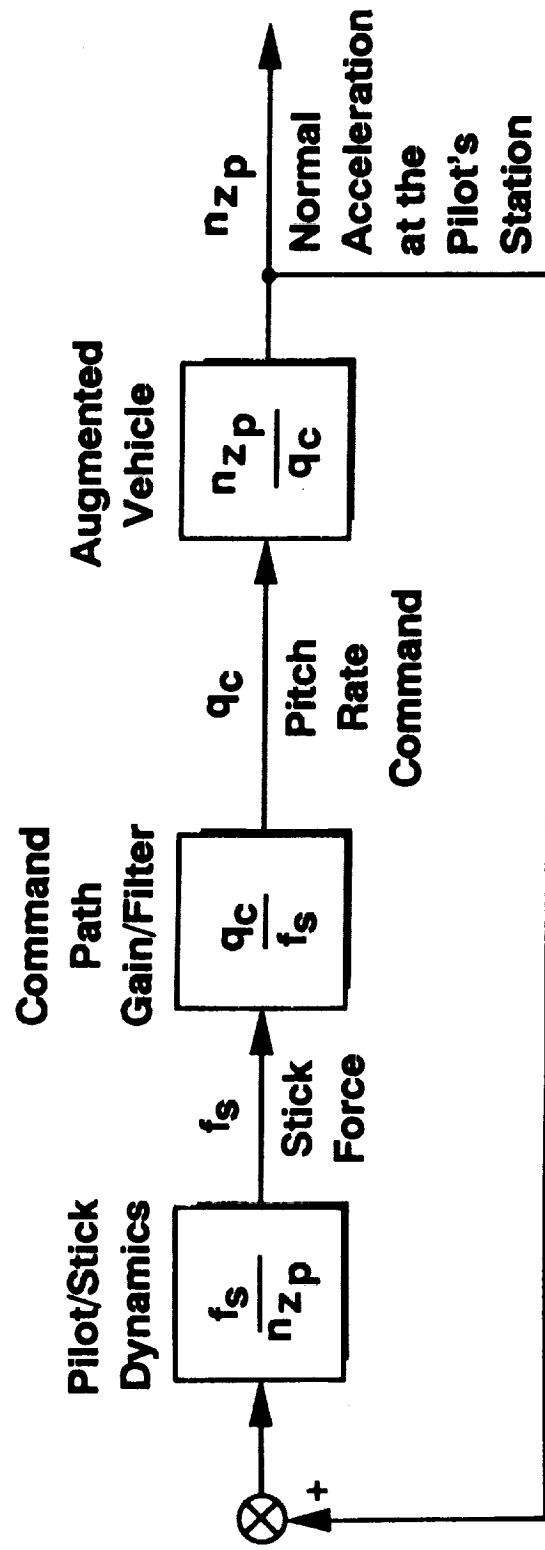 Pilot/Stick
Dynamics
f_s
n_zp
f_s
Stick
Force
Command
Path
Gain/Filter
q_c
f_s
q_c
Pitch
Rate
Command
Augmented
Vehicle
n_zp
q_c
n_zp
Normal
Acceleration
at the
Pilot's
Station
+